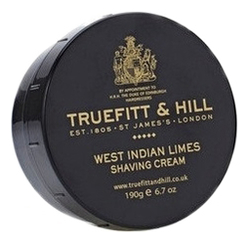 BY APPOINTMENT TO
H.R.H. THE DUKE OF EDINBURGH
HAIRDRESSERS
TRUEFITT & HILL
EST. 1805 - ST JAMES'S - LONDON
WEST INDIAN LIMES
SHAVING CREAM
www.truefittandhill.co.uk
190g e 6.7 oz